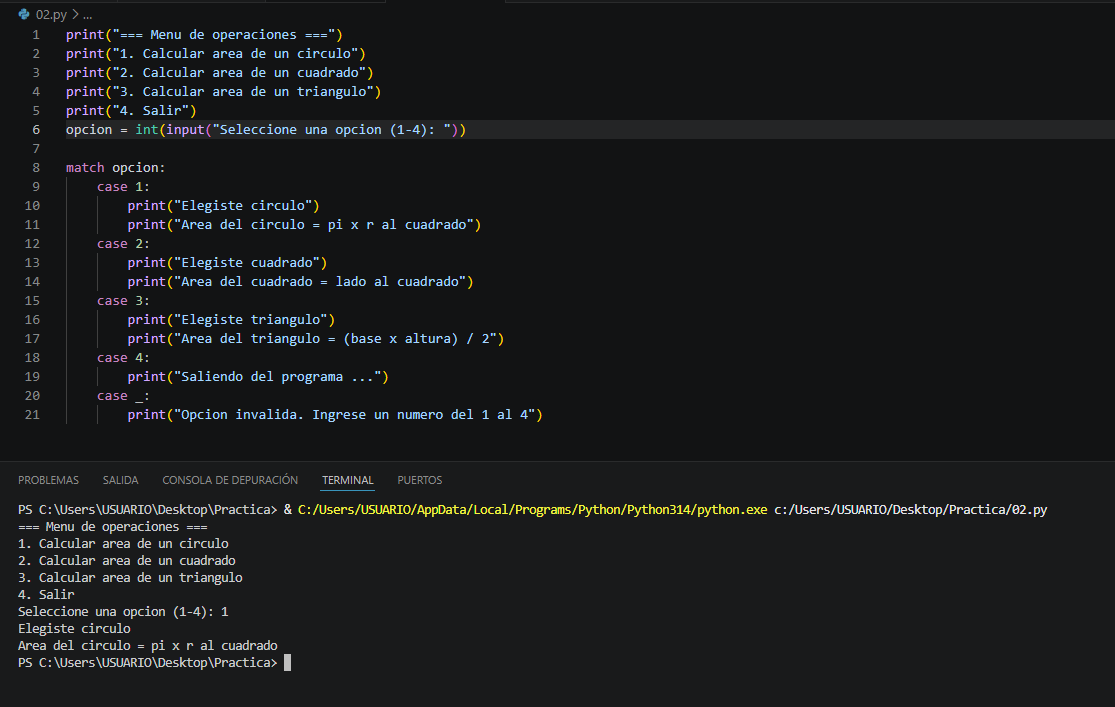 02.py > ...
1 print("=== Menu de operaciones ===")
2 print("1. Calcular area de un circulo")
3 print("2. Calcular area de un cuadrado")
4 print("3. Calcular area de un triangulo")
5 print("4. Salir")
6 opcion = int(input("Seleccione una opcion (1-4): "))
7
8 match opcion:
9     case 1:
10         print("Elegiste circulo")
11         print("Area del circulo = pi x r al cuadrado")
12     case 2:
13         print("Elegiste cuadrado")
14         print("Area del cuadrado = lado al cuadrado")
15     case 3:
16         print("Elegiste triangulo")
17         print("Area del triangulo = (base x altura) / 2")
18     case 4:
19         print("Saliendo del programa ...")
20     case _:
21         print("Opcion invalida. Ingrese un numero del 1 al 4")
PROBLEMAS SALIDA CONSOLA DE DEPURACIÓN TERMINAL PUERTOS
PS C:\Users\USUARIO\Desktop\Practica> & C:/Users/USUARIO/AppData/Local/Programs/Python/Python314/python.exe c:/Users/USUARIO/Desktop/Practica/02.py
=== Menu de operaciones ===
1. Calcular area de un circulo
2. Calcular area de un cuadrado
3. Calcular area de un triangulo
4. Salir
Seleccione una opcion (1-4): 1
Elegiste circulo
Area del circulo = pi x r al cuadrado
PS C:\Users\USUARIO\Desktop\Practica>